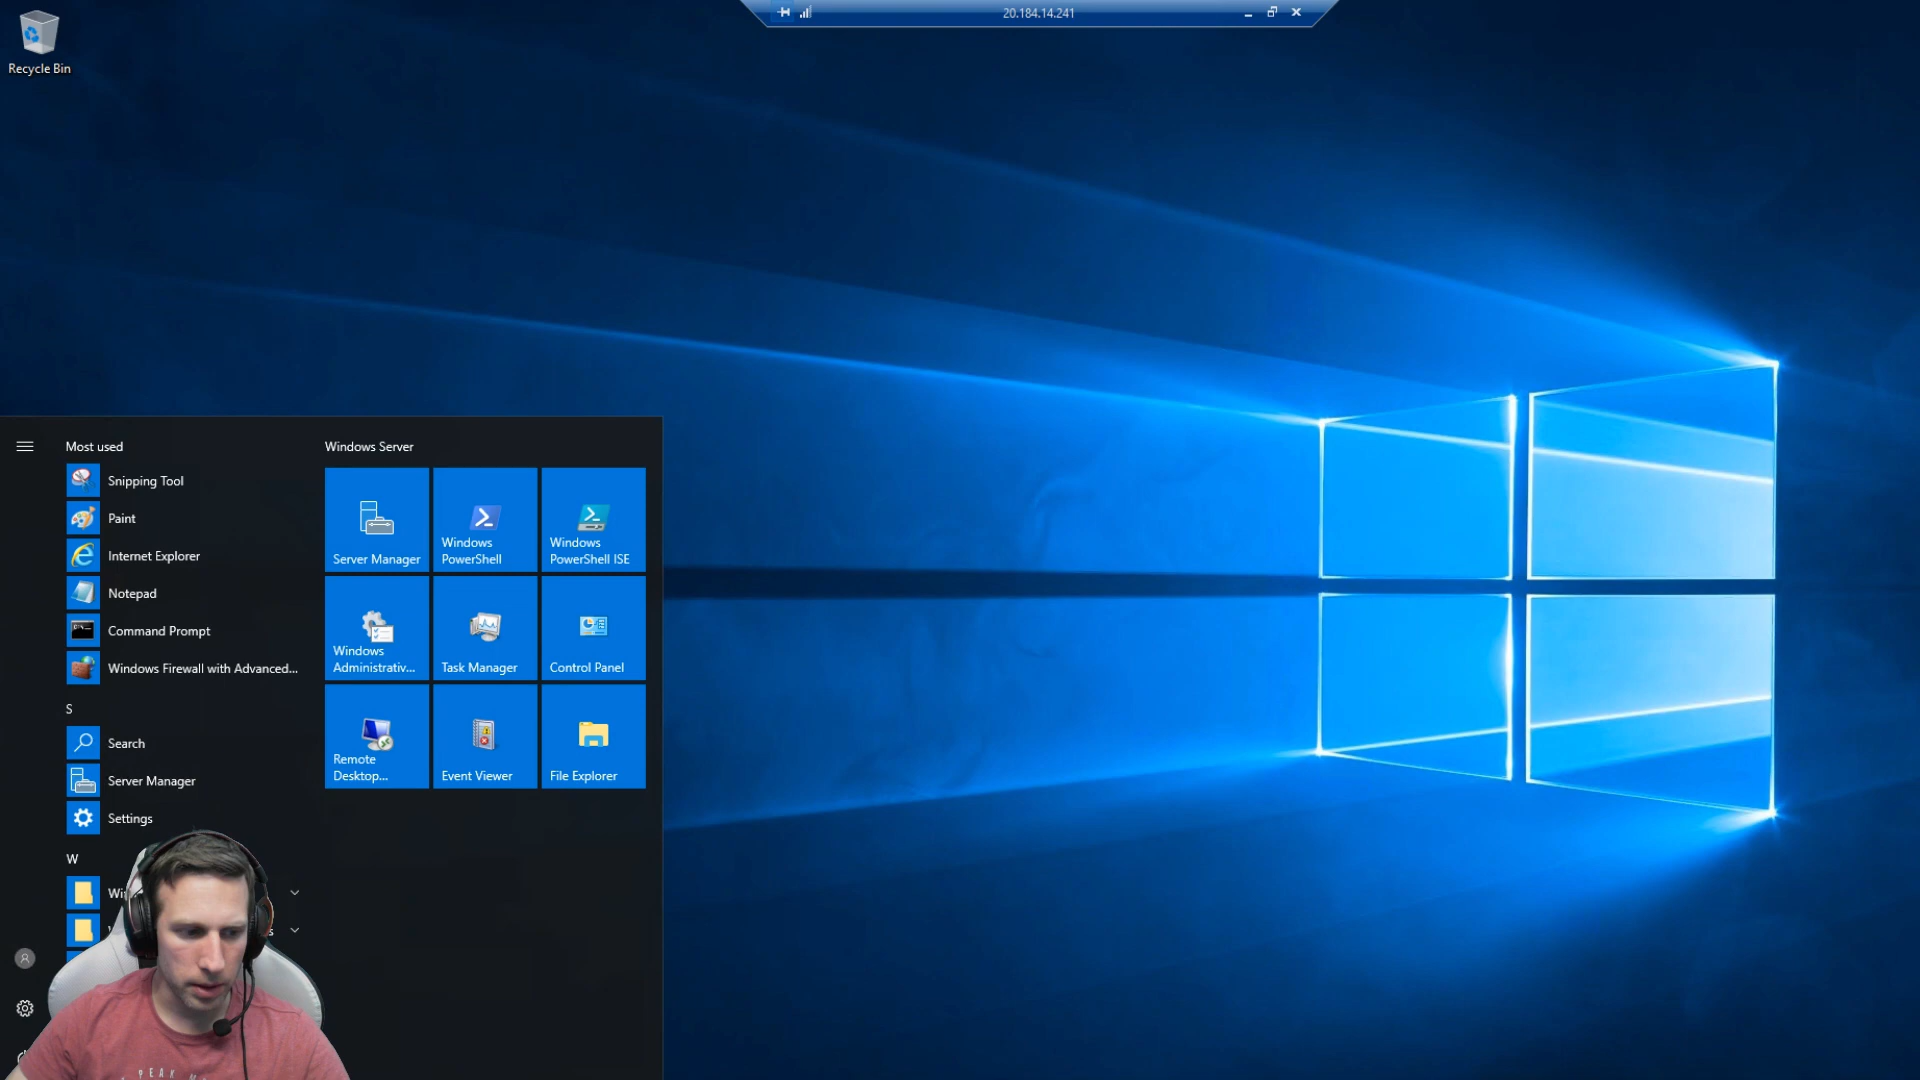 20.184.14.241
Recycle Bin
Most used
Snipping Tool
Paint
Internet Explorer
Notepad
Command Prompt
Windows Firewall with Advanced...
S
Search
Server Manager
Settings
W
Windows Server
Server Manager
Windows
PowerShell
Windows
PowerShell ISE
Windows
Administrativ...
Task Manager
Control Panel
Remote
Desktop...
Event Viewer
File Explorer
PEAK